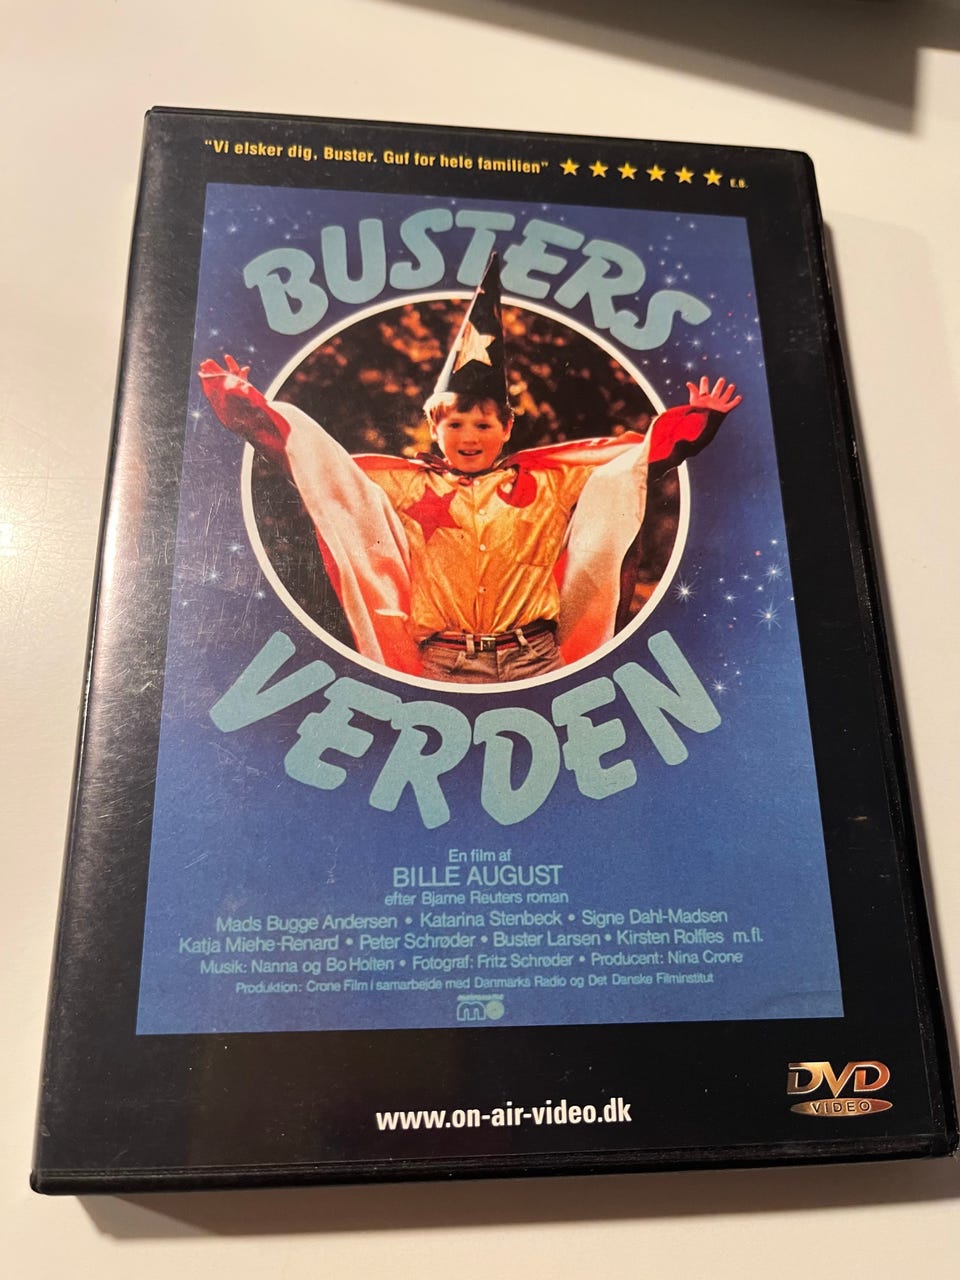 "Vi elsker dig, Buster. Guf for hele familien" ★★★★★★ E.B.
BUSTERS
VERDEN
En film af
BILLE AUGUST
efter Bjarne Reuters roman
Mads Bugge Andersen • Katarina Stenbeck • Signe Dahl-Madsen
Katja Miehe-Renard • Peter Schrøder • Buster Larsen • Kirsten Rolffes m.fl.
Musik: Nanna og Bo Holten • Fotograf: Fritz Schrøder • Producent: Nina Crone
Produktion: Crone Film i samarbejde med Danmarks Radio og Det Danske Filminstitut
www.on-air-video.dk
DVD
VIDEO